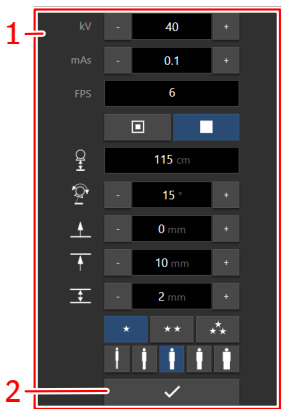 1
kV - 40 +
mAs - 0.1 +
FPS 6
115 cm
- 15 ° +
- 0 mm +
- 10 mm +
- 2 mm +
2